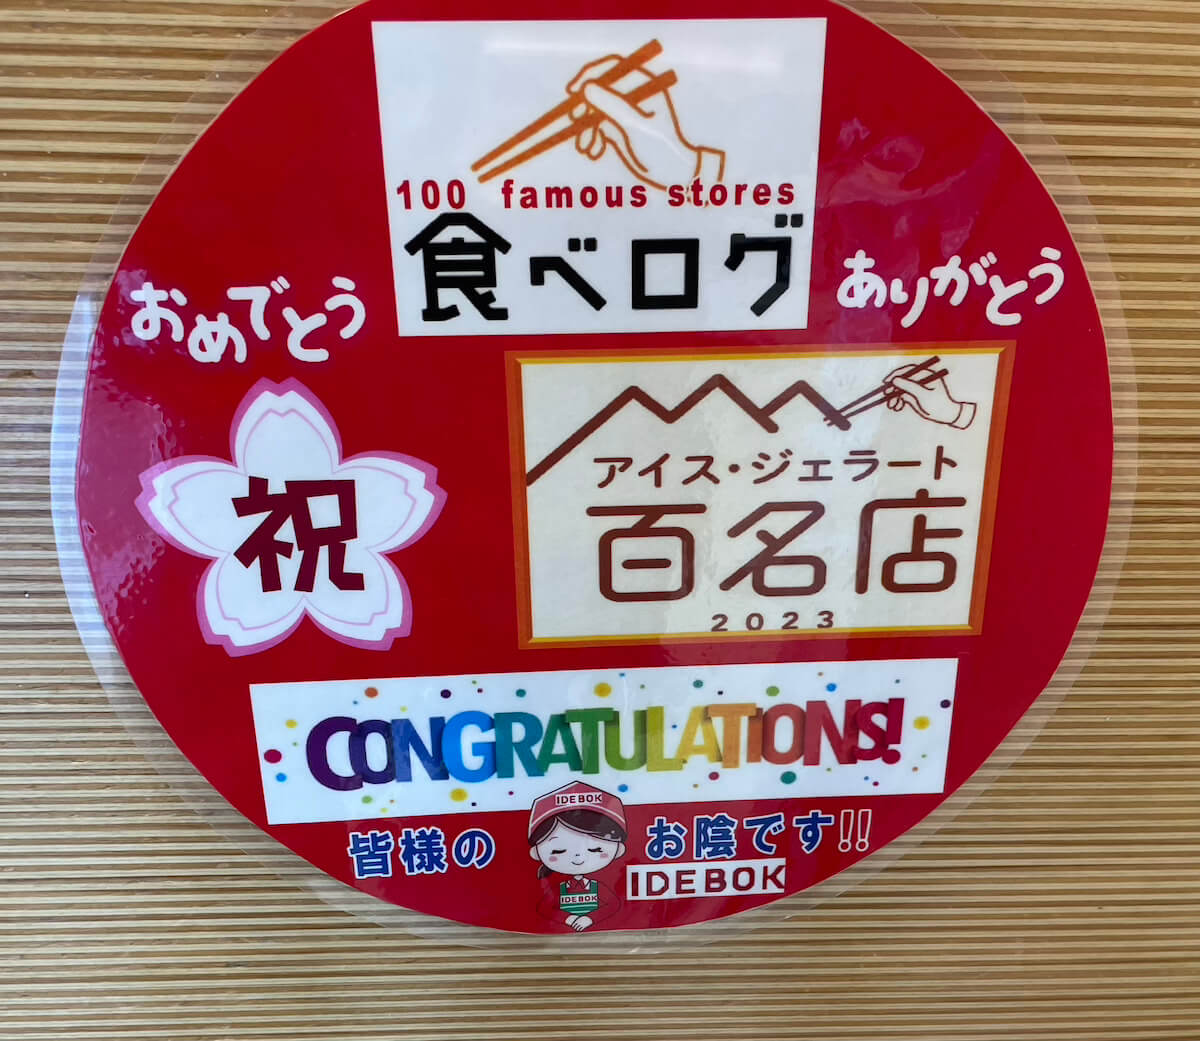 100 famous stores
食べログ
おめでとう
ありがとう
祝
アイス・ジェラート
百名店
2023
CONGRATULATIONS!
IDEBOK
皆様の
お陰です!!
IDEBOK
IDEBOK